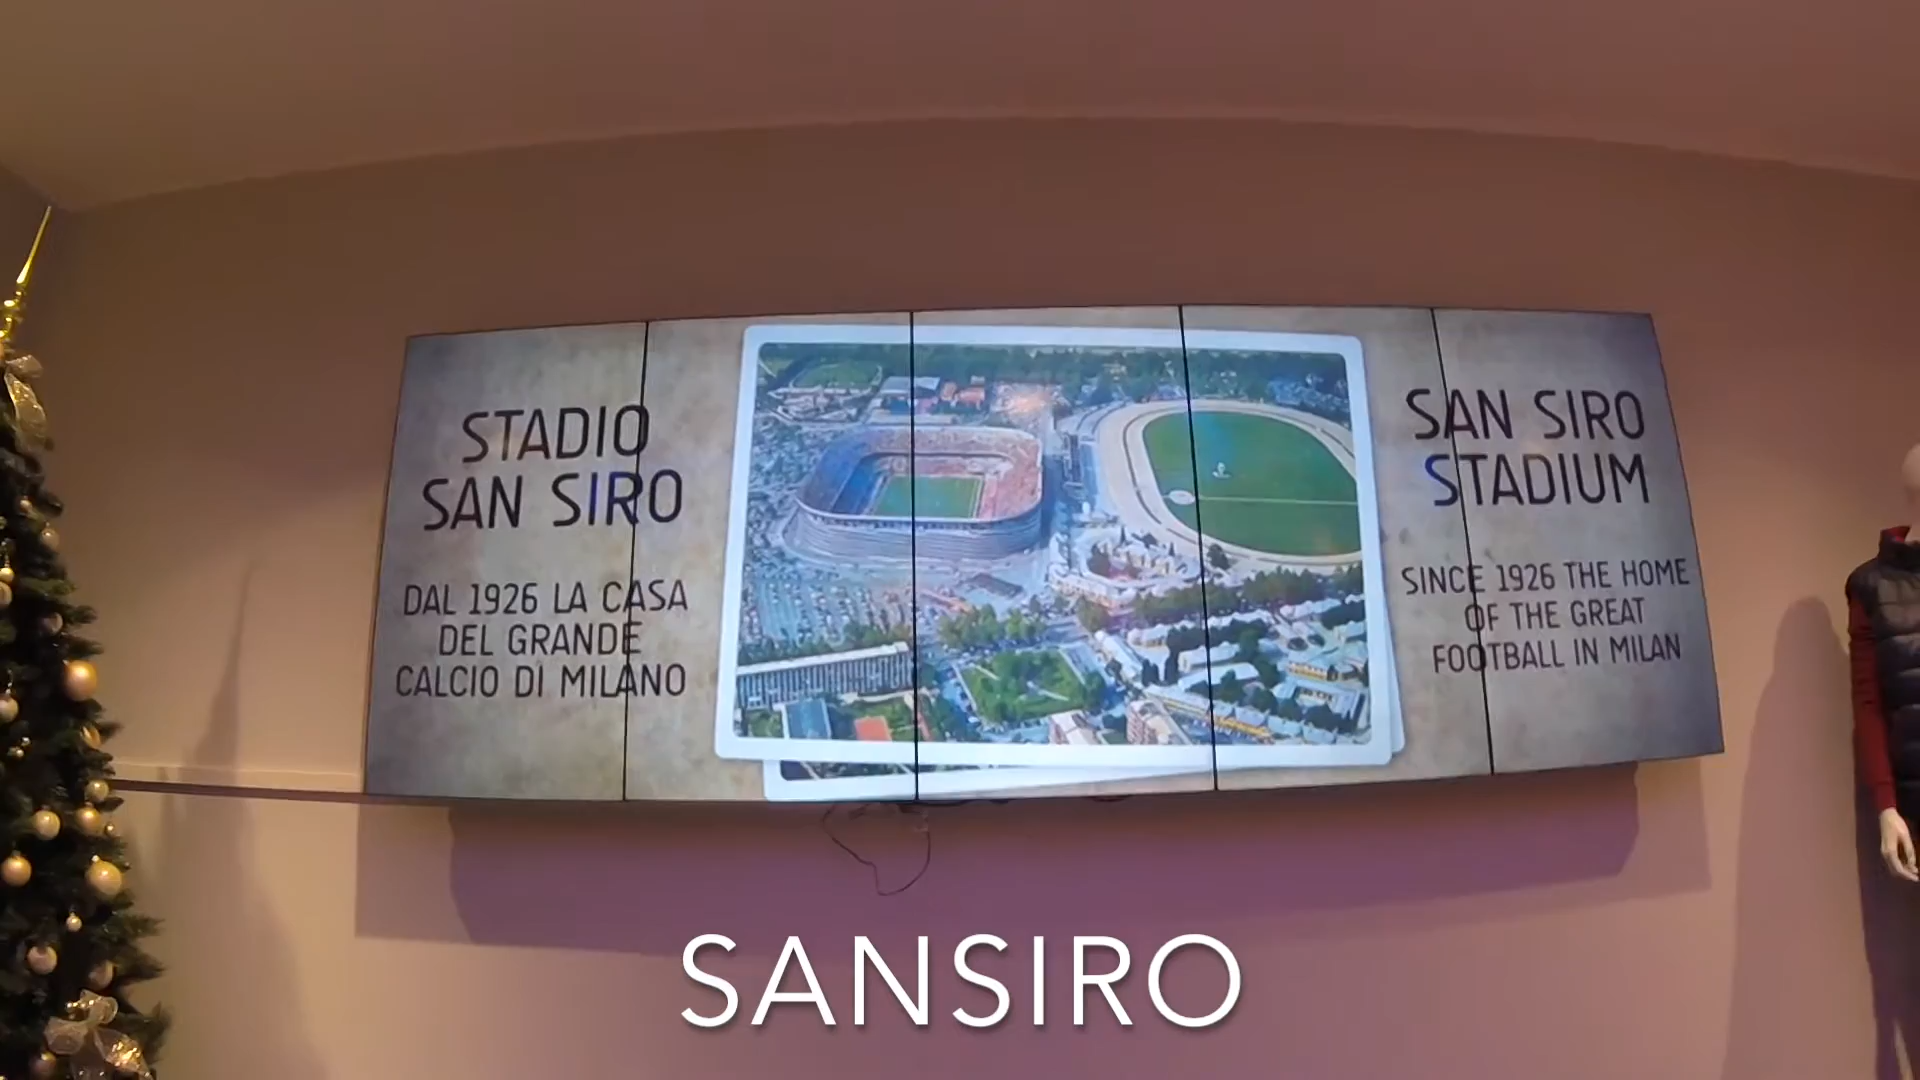 STADIO
SAN SIRO
DAL 1926 LA CASA
DEL GRANDE
CALCIO DI MILANO
SAN SIRO
STADIUM
SINCE 1926 THE HOME
OF THE GREAT
FOOTBALL IN MILAN
SANSIRO